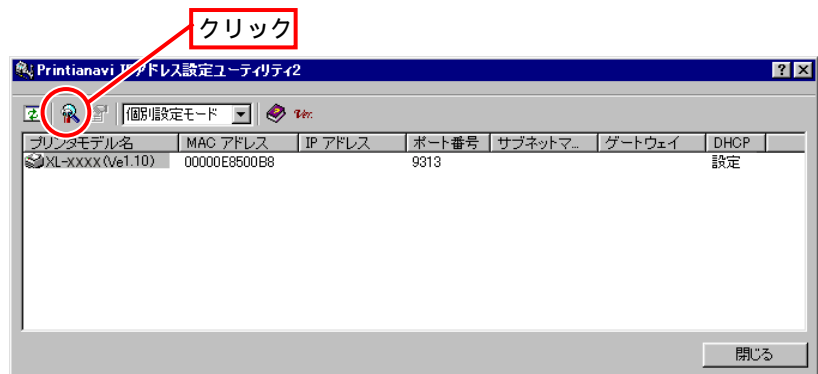 クリック
Printianavi IPアドレス設定ユーティリティ2
個別設定モード Ver.
プリンタモデル名 MAC アドレス IP アドレス ポート番号 サブネットマ... ゲートウェイ DHCP
XL-xxxx(Ve1.10) 00000E8500B8 9313 設定
閉じる